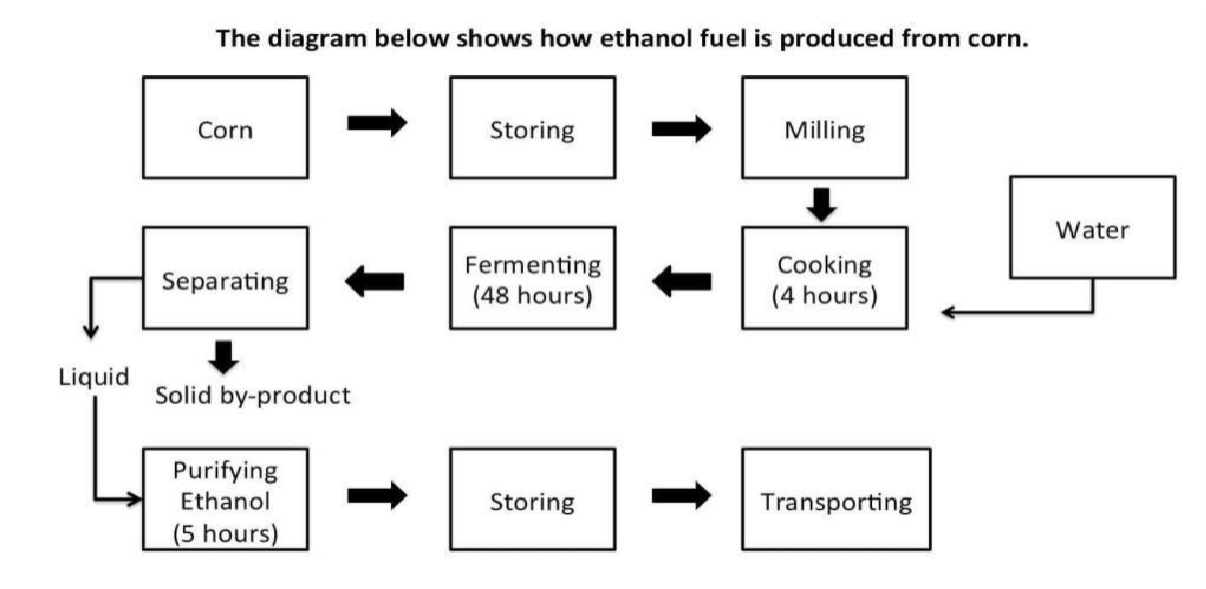 The diagram below shows how ethanol fuel is produced from corn.
Corn
Storing
Milling
Water
Cooking
(4 hours)
Fermenting
(48 hours)
Separating
Liquid
Solid by-product
Purifying
Ethanol
(5 hours)
Storing
Transporting